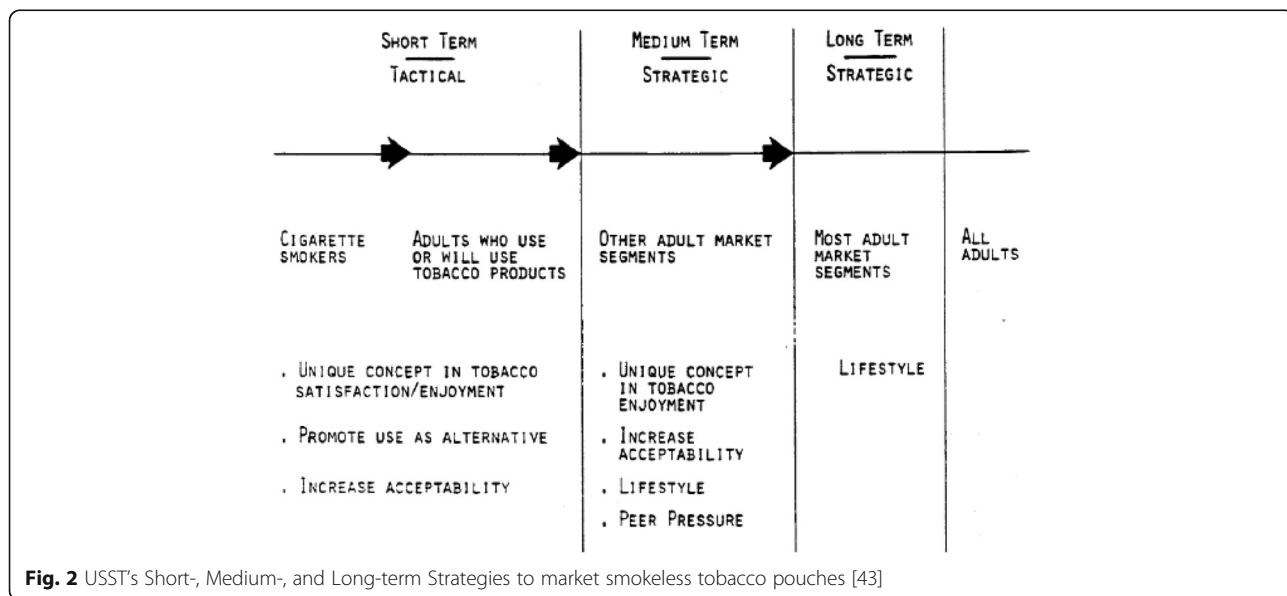 SHORT TERM
TACTICAL
MEDIUM TERM
STRATEGIC
LONG TERM
STRATEGIC
CIGARETTE
SMOKERS
ADULTS WHO USE
OR WILL USE
TOBACCO PRODUCTS
OTHER ADULT MARKET
SEGMENTS
MOST ADULT
MARKET
SEGMENTS
ALL
ADULTS
. UNIQUE CONCEPT IN TOBACCO
SATISFACTION/ENJOYMENT
. PROMOTE USE AS ALTERNATIVE
. INCREASE ACCEPTABILITY
. UNIQUE CONCEPT
IN TOBACCO
ENJOYMENT
. INCREASE
ACCEPTABILITY
. LIFESTYLE
. PEER PRESSURE
LIFESTYLE
Fig. 2 USST's Short-, Medium-, and Long-term Strategies to market smokeless tobacco pouches [43]